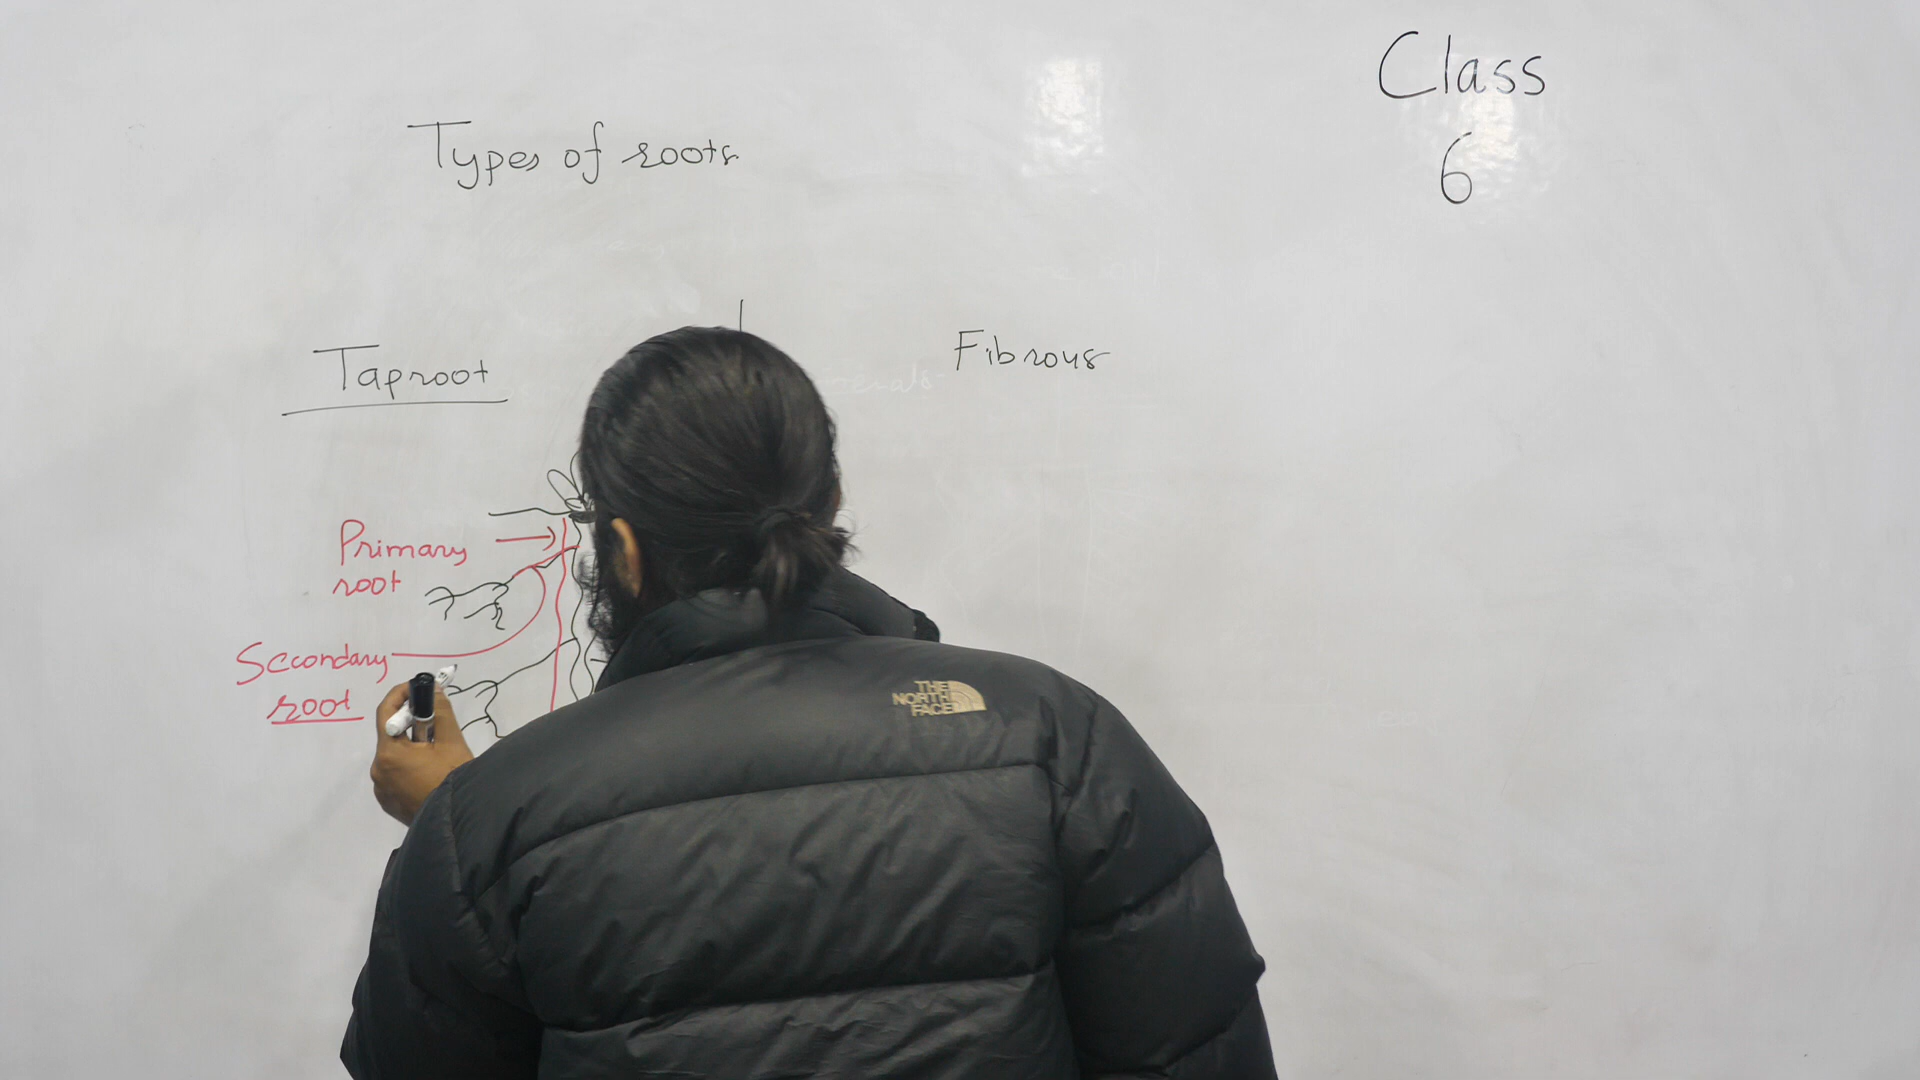 Class
6
Types of roots
Taproot
Fibrous
Primary
root
Secondary
root
THE
NORTH
FACE